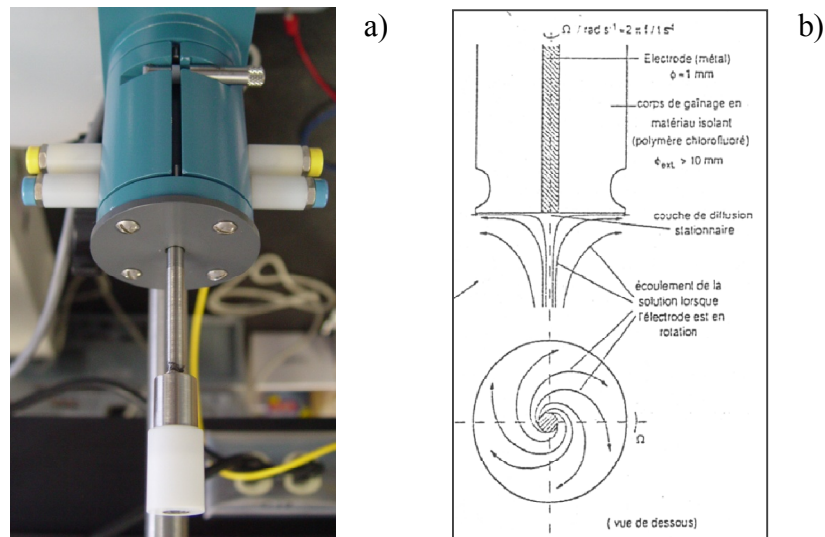 a)
b)
Ω / rad s⁻¹ = 2 π f / 1 s⁻¹
Electrode (métal)
ϕ = 1 mm
corps de gaînage en
matériau isolant
(polymère chlorofluoré)
ϕext. > 10 mm
couche de diffusion
stationnaire
écoulement de la
solution lorsque
l'électrode est en
rotation
Ω
( vue de dessous)